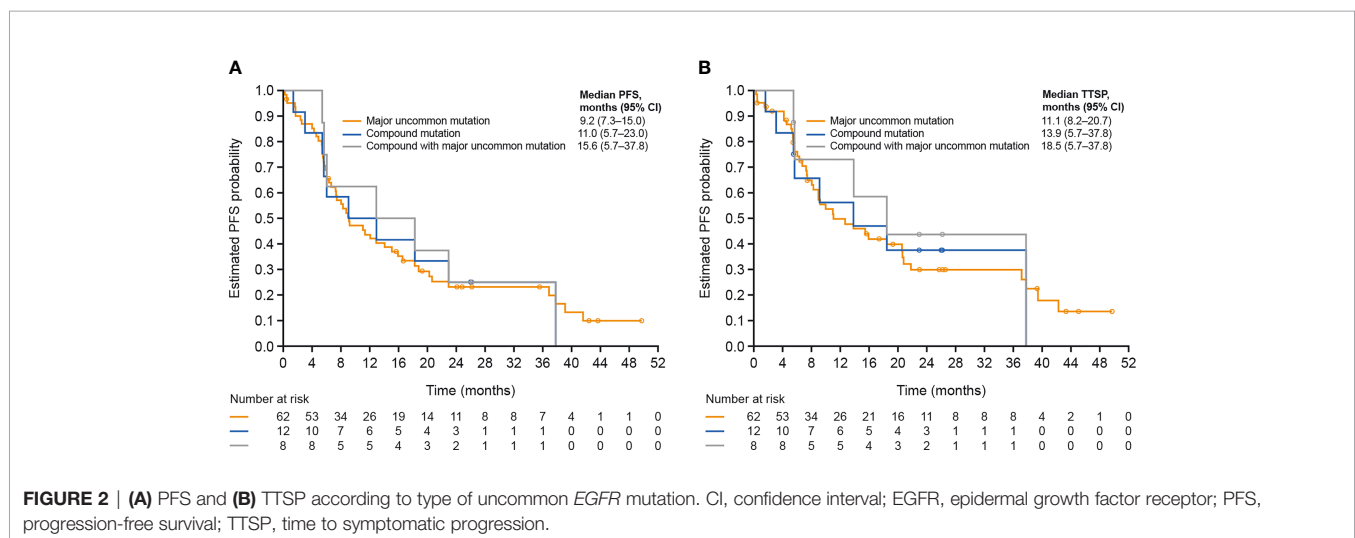 A
Median PFS,
months (95% CI)
Major uncommon mutation 9.2 (7.3–15.0)
Compound mutation 11.0 (5.7–23.0)
Compound with major uncommon mutation 15.6 (5.7–37.8)
Estimated PFS probability
1.0
0.9
0.8
0.7
0.6
0.5
0.4
0.3
0.2
0.1
0.0
0 4 8 12 16 20 24 28 32 36 40 44 48 52
Time (months)
Number at risk
62 53 34 26 19 14 11 8 8 7 4 1 1 0
12 10 7 6 5 4 3 1 1 1 0 0 0 0
8 8 5 5 4 3 2 1 1 1 0 0 0 0
B
Median TTSP,
months (95% CI)
Major uncommon mutation 11.1 (8.2–20.7)
Compound mutation 13.9 (5.7–37.8)
Compound with major uncommon mutation 18.5 (5.7–37.8)
Estimated PFS probability
1.0
0.9
0.8
0.7
0.6
0.5
0.4
0.3
0.2
0.1
0.0
0 4 8 12 16 20 24 28 32 36 40 44 48 52
Time (months)
Number at risk
62 53 34 26 21 16 11 8 8 8 4 2 1 0
12 10 7 6 5 4 3 1 1 1 0 0 0 0
8 8 5 5 4 3 2 1 1 1 0 0 0 0
FIGURE 2 | (A) PFS and (B) TTSP according to type of uncommon EGFR mutation. CI, confidence interval; EGFR, epidermal growth factor receptor; PFS,
progression-free survival; TTSP, time to symptomatic progression.